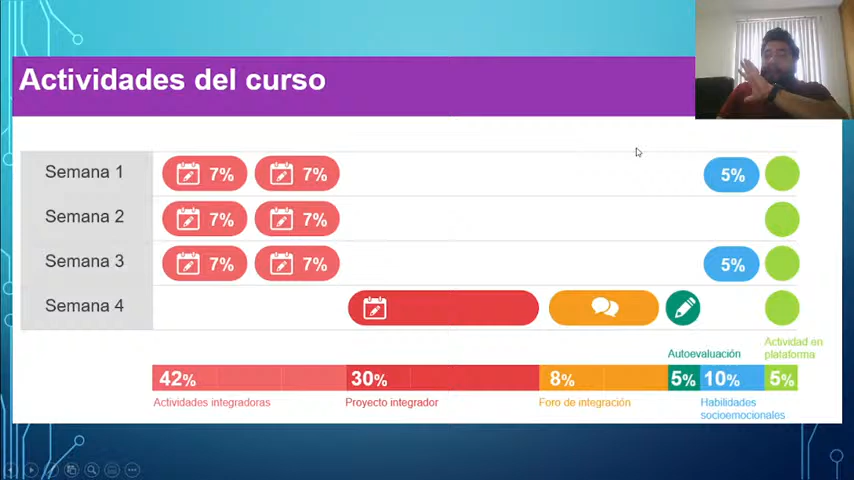 Actividades del curso
Semana 1 7% 7% 5%
Semana 2 7% 7%
Semana 3 7% 7% 5%
Semana 4
Autoevaluación
Actividad en
plataforma
42% 30% 8% 5% 10% 5%
Actividades integradoras
Proyecto integrador
Foro de integración
Habilidades
socioemocionales